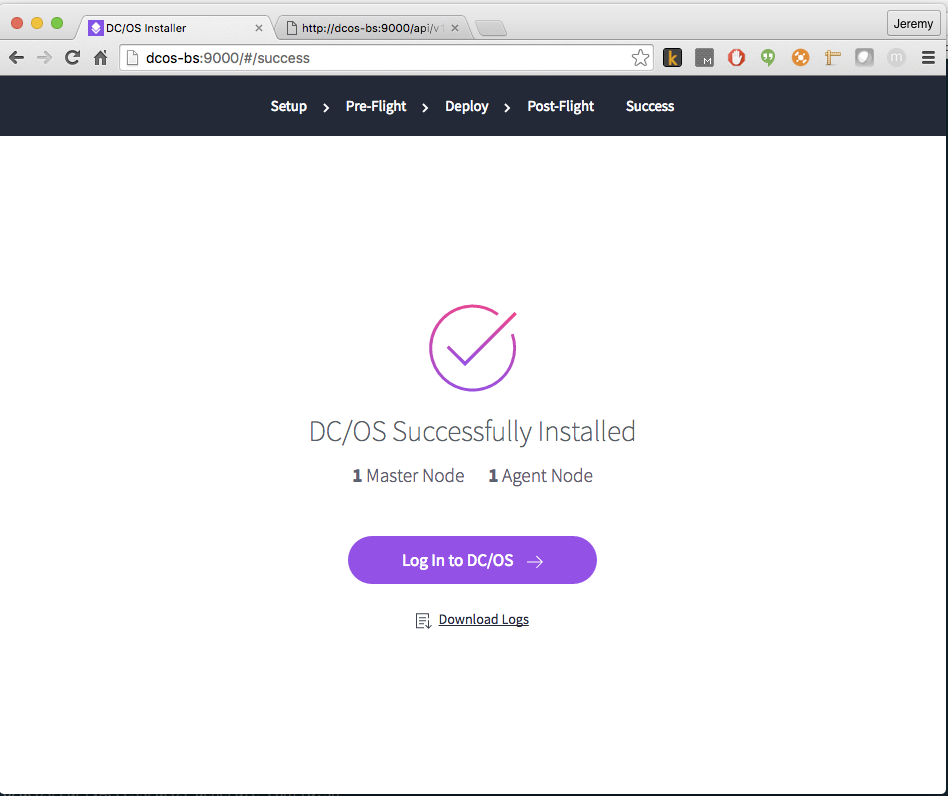 DC/OS Installer
http://dcos-bs:9000/api/v1
Jeremy
dcos-bs:9000/#/success
k
M
m
Setup > Pre-Flight > Deploy > Post-Flight Success
DC/OS Successfully Installed
1 Master Node 1 Agent Node
Log In to DC/OS →
Download Logs